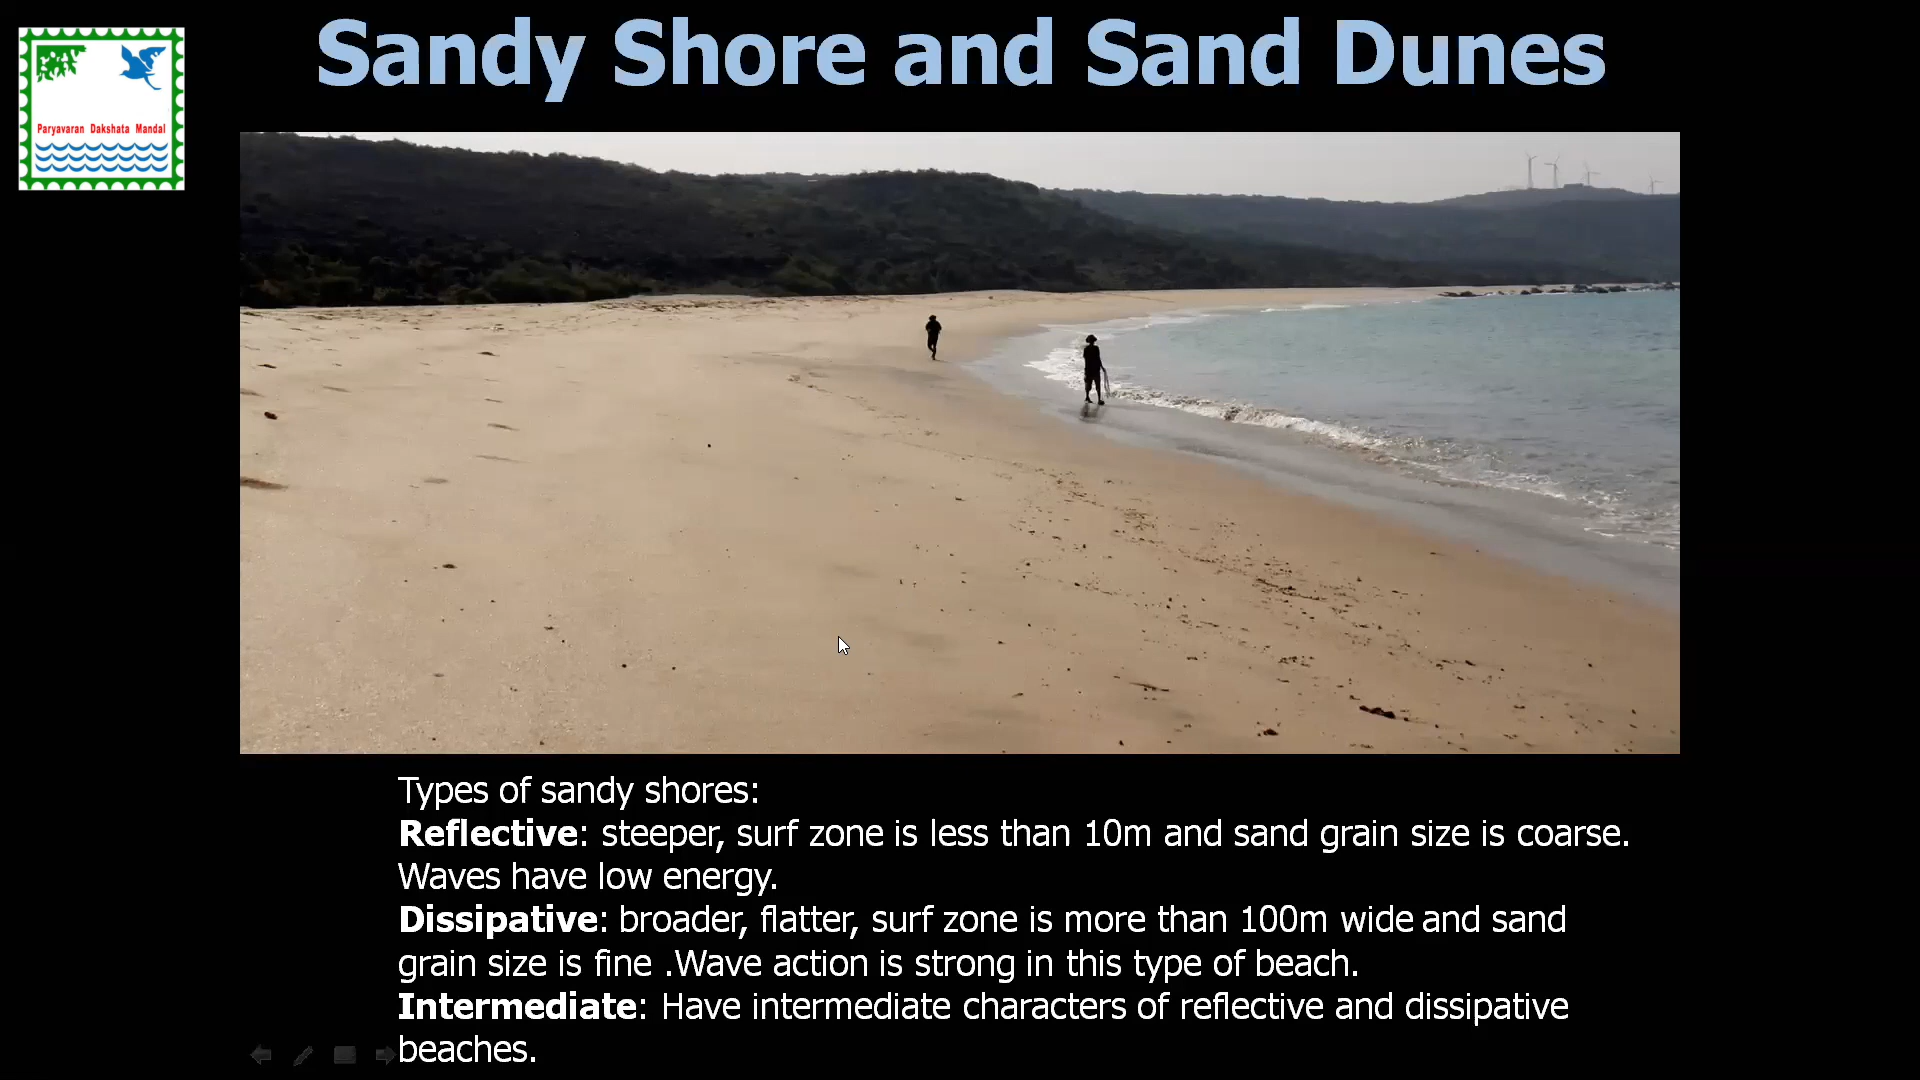 Sandy Shore and Sand Dunes
Paryavaran Dakshata Mandal
Types of sandy shores:
Reflective: steeper, surf zone is less than 10m and sand grain size is coarse.
Waves have low energy.
Dissipative: broader, flatter, surf zone is more than 100m wide and sand
grain size is fine .Wave action is strong in this type of beach.
Intermediate: Have intermediate characters of reflective and dissipative
beaches.